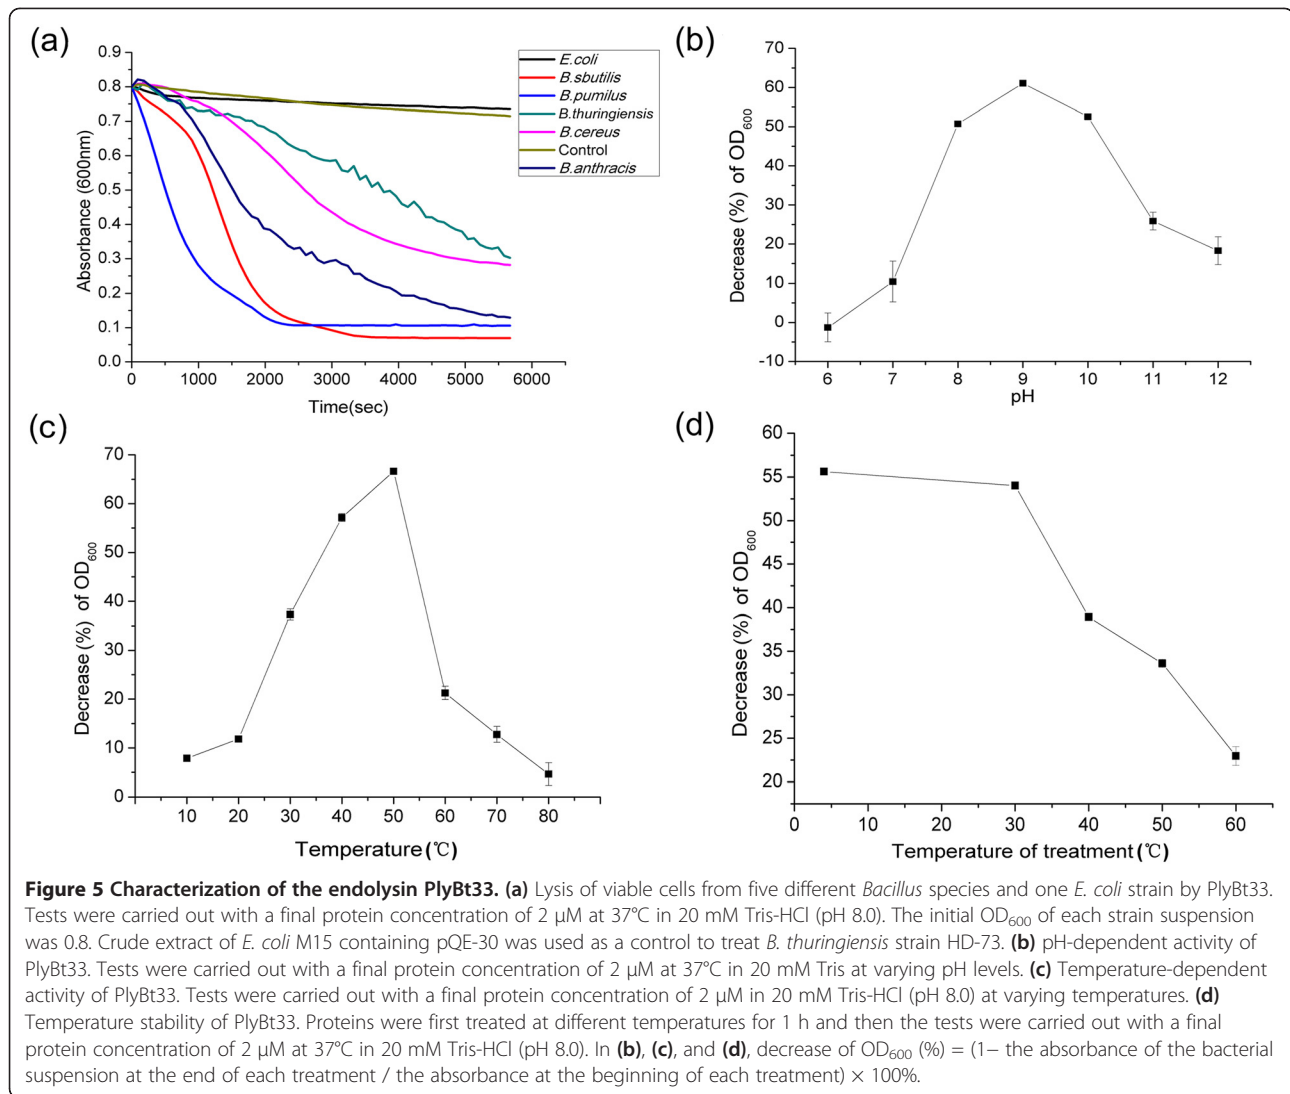 (a)
0.9
0.8
0.7
0.6
0.5
0.4
0.3
0.2
0.1
0.0
Absorbance (600nm)
0 1000 2000 3000 4000 5000 6000
Time(sec)
E.coli
B.sbutilis
B.pumilus
B.thuringiensis
B.cereus
Control
B.anthracis
(b)
70
60
50
40
30
20
10
0
-10
Decrease (%) of OD600
6 7 8 9 10 11 12
pH
(c)
70
60
50
40
30
20
10
0
Decrease (%) of OD600
10 20 30 40 50 60 70 80
Temperature (℃)
(d)
60
55
50
45
40
35
30
25
20
Decrease (%) of OD600
0 10 20 30 40 50 60
Temperature of treatment (℃)
Figure 5 Characterization of the endolysin PlyBt33. (a) Lysis of viable cells from five different Bacillus species and one E. coli strain by PlyBt33.
Tests were carried out with a final protein concentration of 2 μM at 37°C in 20 mM Tris-HCl (pH 8.0). The initial OD600 of each strain suspension
was 0.8. Crude extract of E. coli M15 containing pQE-30 was used as a control to treat B. thuringiensis strain HD-73. (b) pH-dependent activity of
PlyBt33. Tests were carried out with a final protein concentration of 2 μM at 37°C in 20 mM Tris at varying pH levels. (c) Temperature-dependent
activity of PlyBt33. Tests were carried out with a final protein concentration of 2 μM in 20 mM Tris-HCl (pH 8.0) at varying temperatures. (d)
Temperature stability of PlyBt33. Proteins were first treated at different temperatures for 1 h and then the tests were carried out with a final
protein concentration of 2 μM at 37°C in 20 mM Tris-HCl (pH 8.0). In (b), (c), and (d), decrease of OD600 (%) = (1− the absorbance of the bacterial
suspension at the end of each treatment / the absorbance at the beginning of each treatment) × 100%.